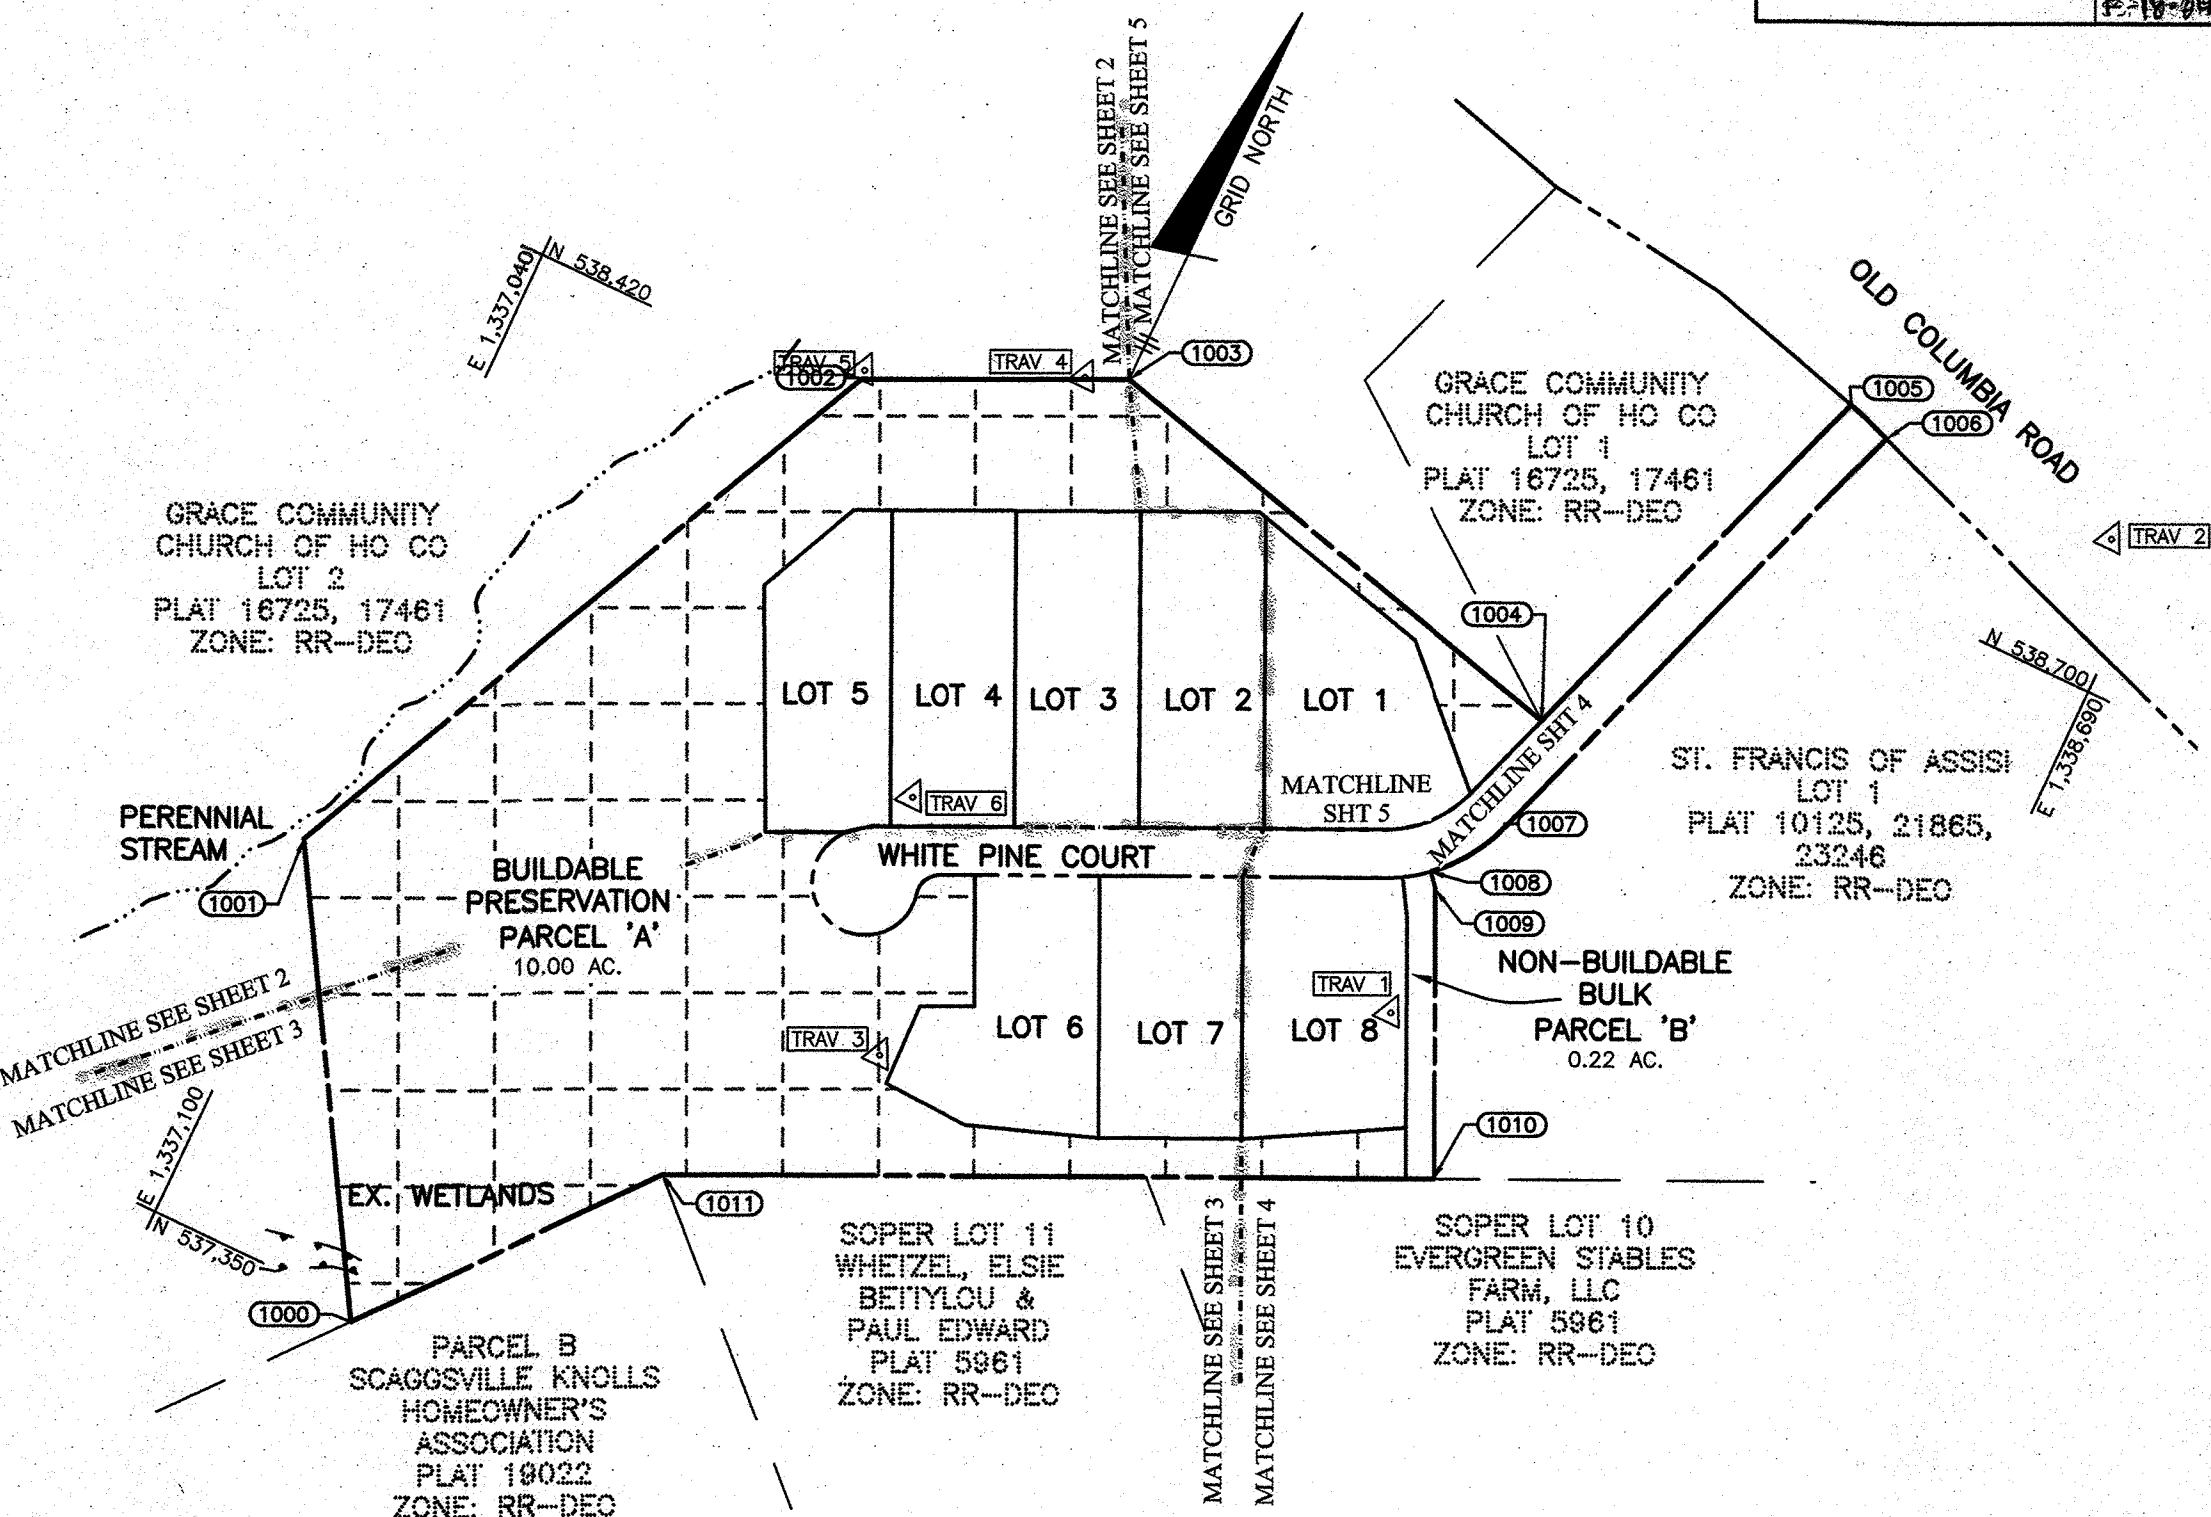 MATCHLINE SEE SHEET 2
MATCHLINE SEE SHEET 5
GRID NORTH
N 538,420
E 1,337,040
TRAV 5
1002
TRAV 4
1003
GRACE COMMUNITY
CHURCH OF HO CO
LOT 1
PLAT 16725, 17461
ZONE: RR-DEO
OLD COLUMBIA ROAD
1005
1006
TRAV 2
GRACE COMMUNITY
CHURCH OF HO CO
LOT 2
PLAT 16725, 17461
ZONE: RR-DEO
1004
N 538,700
E 1,338,690
LOT 5
LOT 4
LOT 3
LOT 2
LOT 1
MATCHLINE SHT 4
ST. FRANCIS OF ASSISI
LOT 1
PLAT 10125, 21865,
23246
ZONE: RR-DEO
TRAV 6
MATCHLINE
SHT 5
PERENNIAL
STREAM
1007
WHITE PINE COURT
BUILDABLE
PRESERVATION
PARCEL 'A'
10.00 AC.
1001
1008
1009
NON-BUILDABLE
BULK
PARCEL 'B'
0.22 AC.
TRAV 1
LOT 6
LOT 7
LOT 8
TRAV 3
MATCHLINE SEE SHEET 2
MATCHLINE SEE SHEET 3
E 1,337,100
N 537,350
1010
EX. WETLANDS
1011
1000
SOPER LOT 11
WHETZEL, ELSIE
BETTYLOU &
PAUL EDWARD
PLAT 5961
ZONE: RR-DEO
MATCHLINE SEE SHEET 3
MATCHLINE SEE SHEET 4
SOPER LOT 10
EVERGREEN STABLES
FARM, LLC
PLAT 5961
ZONE: RR-DEO
PARCEL B
SCAGGSVILLE KNOLLS
HOMEOWNER'S
ASSOCIATION
PLAT 19022
ZONE: RR-DEO